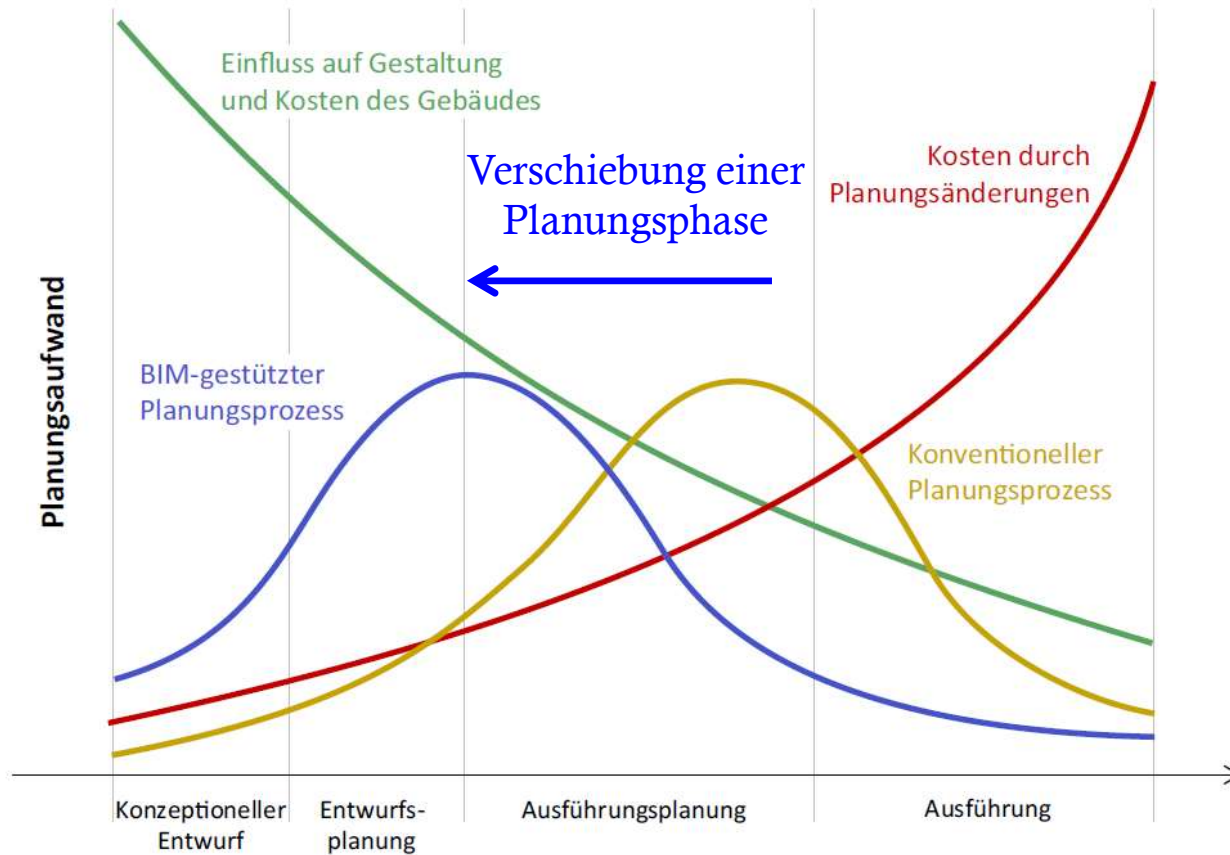 Einfluss auf Gestaltung
und Kosten des Gebäudes
Verschiebung einer
Planungsphase
Kosten durch
Planungsänderungen
BIM-gestützter
Planungsprozess
Konventioneller
Planungsprozess
Planungsaufwand
Konzeptioneller
Entwurf
Entwurfs-
planung
Ausführungsplanung
Ausführung